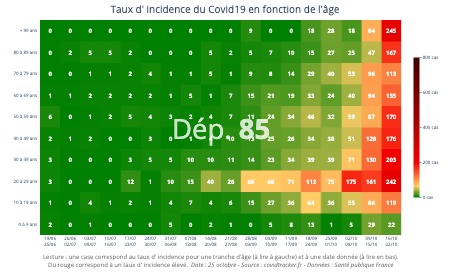 Taux d' incidence du Covid19 en fonction de l'âge
+ 90 ans 0 0 0 0 0 0 0 0 0 0 9 0 0 18 28 18 84 245
80 à 89 ans 0 2 5 5 2 0 0 0 5 2 5 7 10 15 27 25 47 167
70 à 79 ans 0 0 1 1 2 4 1 1 5 1 9 8 14 29 40 53 96 113
60 à 69 ans 1 1 2 2 2 2 1 5 1 7 15 21 19 33 24 40 94 135
50 à 59 ans 6 0 1 2 5 4 3 34 46 32 59 87 170
40 à 49 ans 2 1 2 0 0 3 26 34 38 51 128 176
30 à 39 ans 3 0 0 0 3 5 5 10 10 11 14 23 34 39 39 71 130 203
20 à 29 ans 3 0 0 0 12 1 10 15 40 26 66 71 112 75 175 161 242
10 à 19 ans 1 0 4 1 2 1 4 7 4 6 15 27 36 64 36 55 86 119
0 à 9 ans 2 0 0 0 0 0 5 0 2 0 5 8 13 0 1 5 29 22
Dép. 85
19/06 26/06 03/07 10/07 17/07 24/07 31/07 07/08 14/08 21/08 28/08 04/09 11/09 18/09 25/09 02/10 09/10 16/10
25/06 02/07 09/07 16/07 23/07 30/07 06/08 13/08 20/08 27/08 03/09 10/09 17/09 24/09 01/10 08/10 15/10 22/10
800 cas
600 cas
400 cas
200 cas
0 cas
Lecture : une case correspond au taux d' incidence pour une tranche d'âge (à lire à gauche) et à une date donnée (à lire en bas).
Du rouge correspond à un taux d' incidence élevé. Date : 25 octobre - Source : covidtracker.fr - Données : Santé publique France